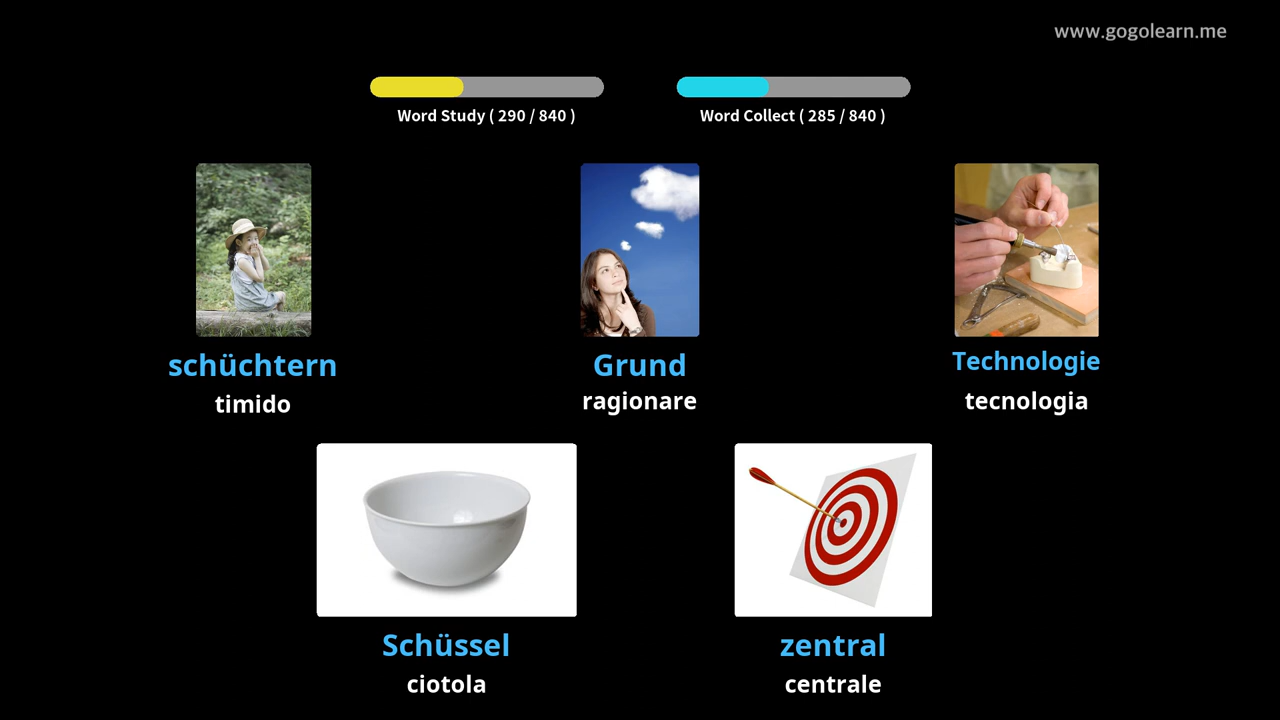 www.gogolearn.me
Word Study ( 290 / 840 )
Word Collect ( 285 / 840 )
schüchtern
timido
Grund
ragionare
Technologie
tecnologia
Schüssel
ciotola
zentral
centrale